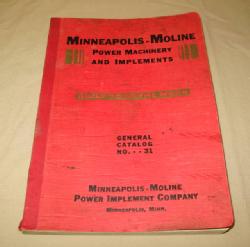 Minneapolis-Moline
Power Machinery
and Implements
General
Catalog
No. - - 31
Minneapolis-Moline
Power Implement Company
Minneapolis, Minn.